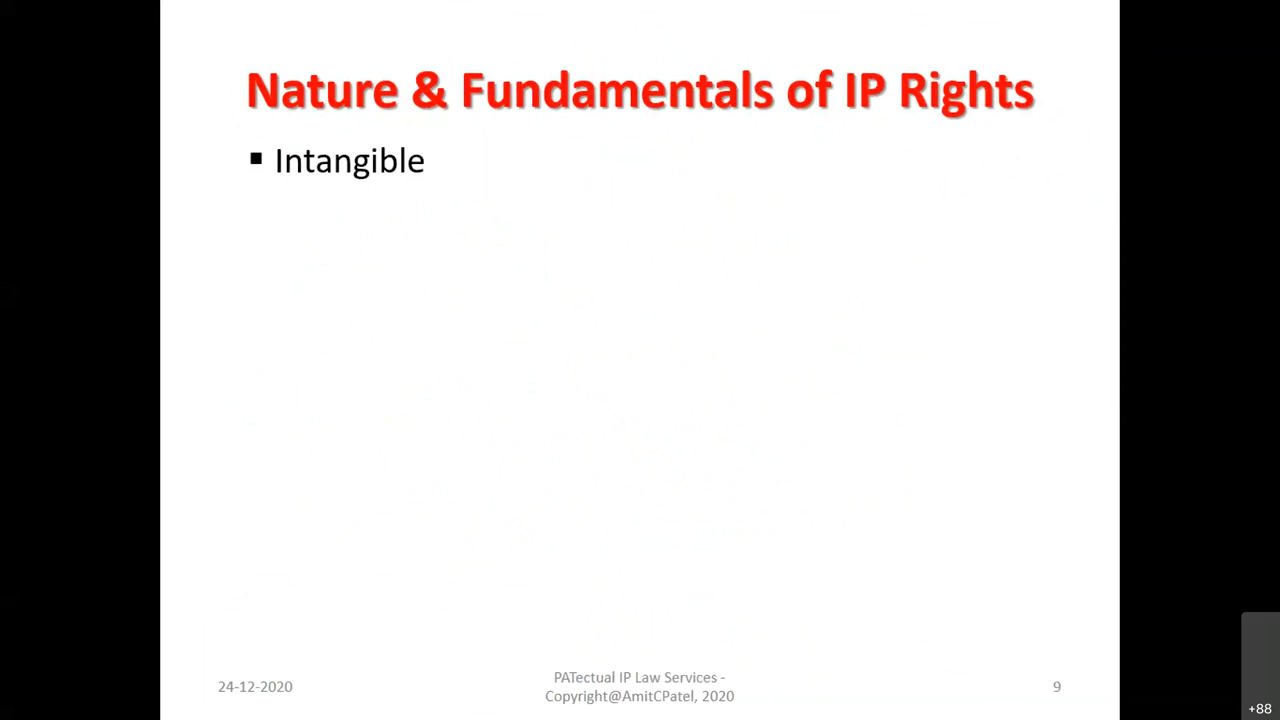 Nature & Fundamentals of IP Rights
▪ Intangible
24-12-2020
PATectual IP Law Services -
Copyright@AmitCPatel, 2020
9
+88